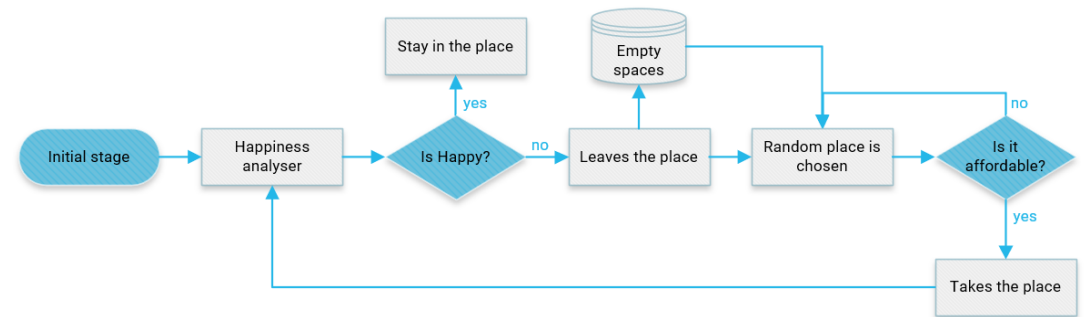 Stay in the place
Empty
spaces
yes
no
Initial stage
Happiness
analyser
Is Happy?
no
Leaves the place
Random place is
chosen
Is it
affordable?
yes
Takes the place